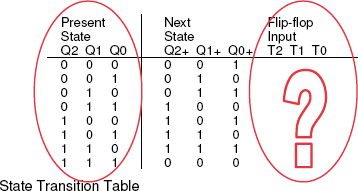 Present Next Flip-flop
State State Input
Q2 Q1 Q0 Q2+ Q1+ Q0+ T2 T1 T0
0 0 0 0 0 1
0 0 1 0 1 0
0 1 0 0 1 1
0 1 1 1 0 0
1 0 0 1 0 1
1 0 1 1 1 0
1 1 0 1 1 1
1 1 1 0 0 0
?
State Transition Table